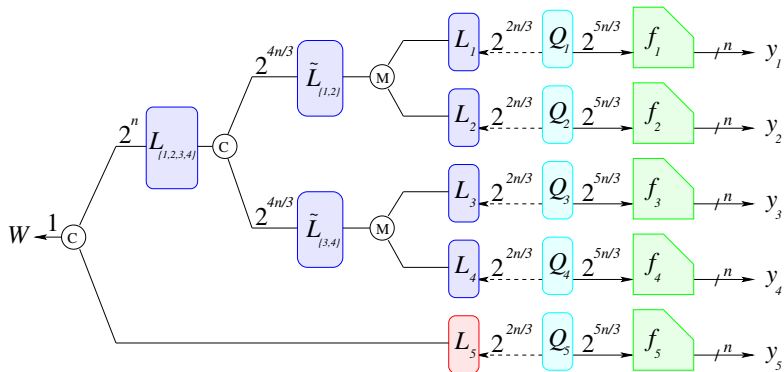 L_1 2^{2n/3} Q_1 2^{5n/3} f_1 n y_1
2^{4n/3} L̃_{{1,2}} M
L_2 2^{2n/3} Q_2 2^{5n/3} f_2 n y_2
2^n L_{{1,2,3,4}} C
L_3 2^{2n/3} Q_3 2^{5n/3} f_3 n y_3
2^{4n/3} L̃_{{3,4}} M
W 1 C
L_4 2^{2n/3} Q_4 2^{5n/3} f_4 n y_4
L_5 2^{2n/3} Q_5 2^{5n/3} f_5 n y_5